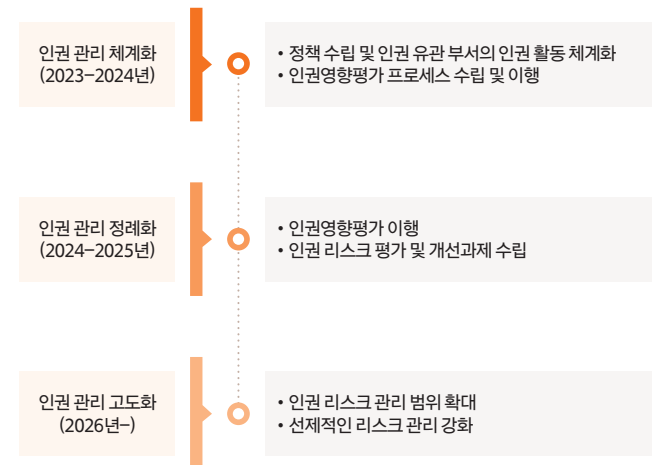 인권 관리 체계화
(2023–2024년)
• 정책 수립 및 인권 유관 부서의 인권 활동 체계화
• 인권영향평가 프로세스 수립 및 이행
인권 관리 정례화
(2024–2025년)
• 인권영향평가 이행
• 인권 리스크 평가 및 개선과제 수립
인권 관리 고도화
(2026년–)
• 인권 리스크 관리 범위 확대
• 선제적인 리스크 관리 강화